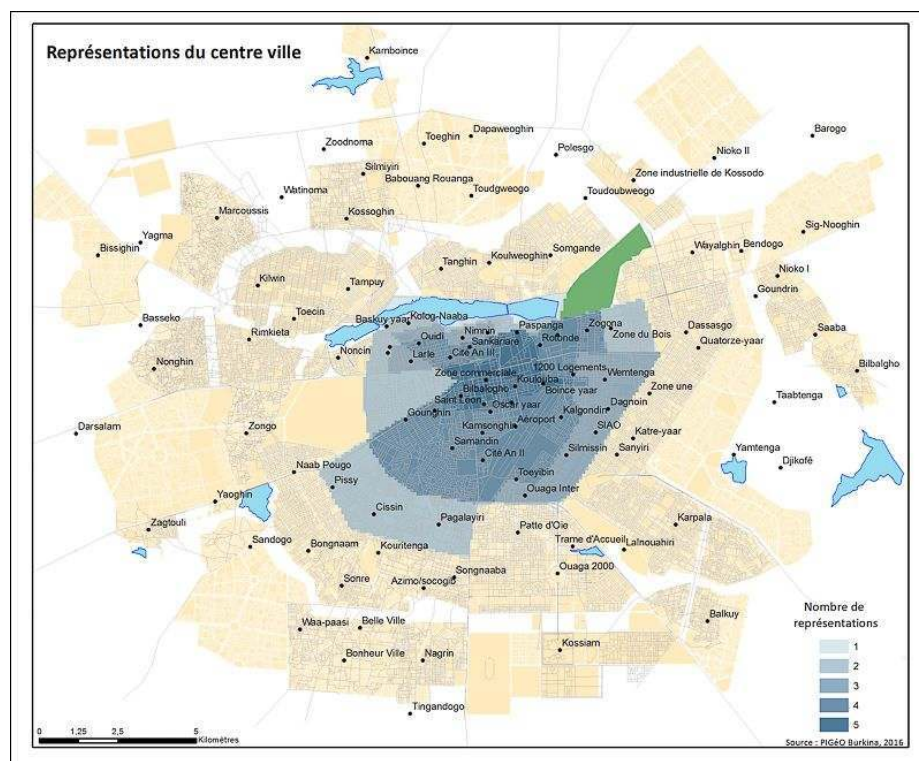 Représentations du centre ville
Kamboince
Barogo
Dapaweoghin
Toeghin
Zoodnoma
Polesgo
Nioko II
Silmiyiri
Zone industrielle de Kossodo
Babouang Rouanga
Watinoma
Toudgweogo
Toudoubweogo
Marcoussis
Kossoghin
Sig-Nooghin
Yagma
Bissighin
Wayalghin
Bendogo
Somgande
Koulweoghin
Tanghin
Nioko I
Kilwin
Tampuy
Goundrin
Toecin
Basseko
Baskuy yaar
Kolog-Naaba
Rimkieta
Nimnin
Paspanga
Zogona
Zone du Bois
Dassasgo
Saaba
Ouidi
Sankariare
Rotonde
Quatorze-yaar
Noncin
Larle
Cité An III
Nonghin
Bilbalgho
1200 Logements
Zone commerciale
Wemtenga
Koulouba
Boince yaar
Zone une
Bilbalogho
Taabtenga
Saint Leon
Oscar yaar
Dagnoin
Gounghin
Kalgondin
Aéroport
Darsalam
Zongo
Kamsonghin
SIAO
Katre-yaar
Samandin
Cité An II
Silmissin
Sanyiri
Yamtenga
Djikofê
Naab Pougo
Pissy
Toeyibin
Ouaga Inter
Yaoghin
Cissin
Pagalayiri
Patte d'Oie
Karpala
Zagtouli
Sandogo
Bongnaam
Kouritenga
Trame d'Accueil
Lanouahiri
Songnaaba
Ouaga 2000
Sonre
Azimo/socogib
Balkuy
Waa-paasi
Belle Ville
Kossiam
Bonheur Ville
Nagrin
Tingandogo
Nombre de
représentations
1
2
3
4
5
0 1,25 2,5 5
Kilomètres
Source : PIGéO Burkina, 2016